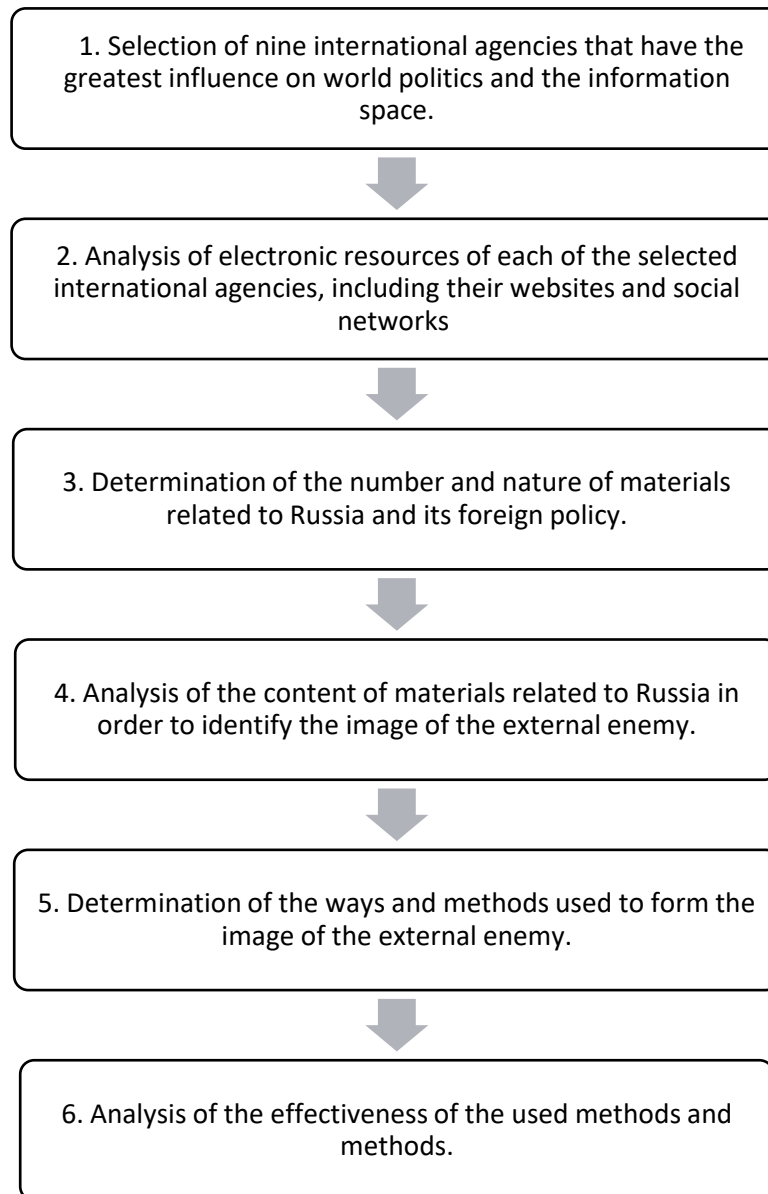 1. Selection of nine international agencies that have the
greatest influence on world politics and the information
space.
2. Analysis of electronic resources of each of the selected
international agencies, including their websites and social
networks
3. Determination of the number and nature of materials
related to Russia and its foreign policy.
4. Analysis of the content of materials related to Russia in
order to identify the image of the external enemy.
5. Determination of the ways and methods used to form the
image of the external enemy.
6. Analysis of the effectiveness of the used methods and
methods.